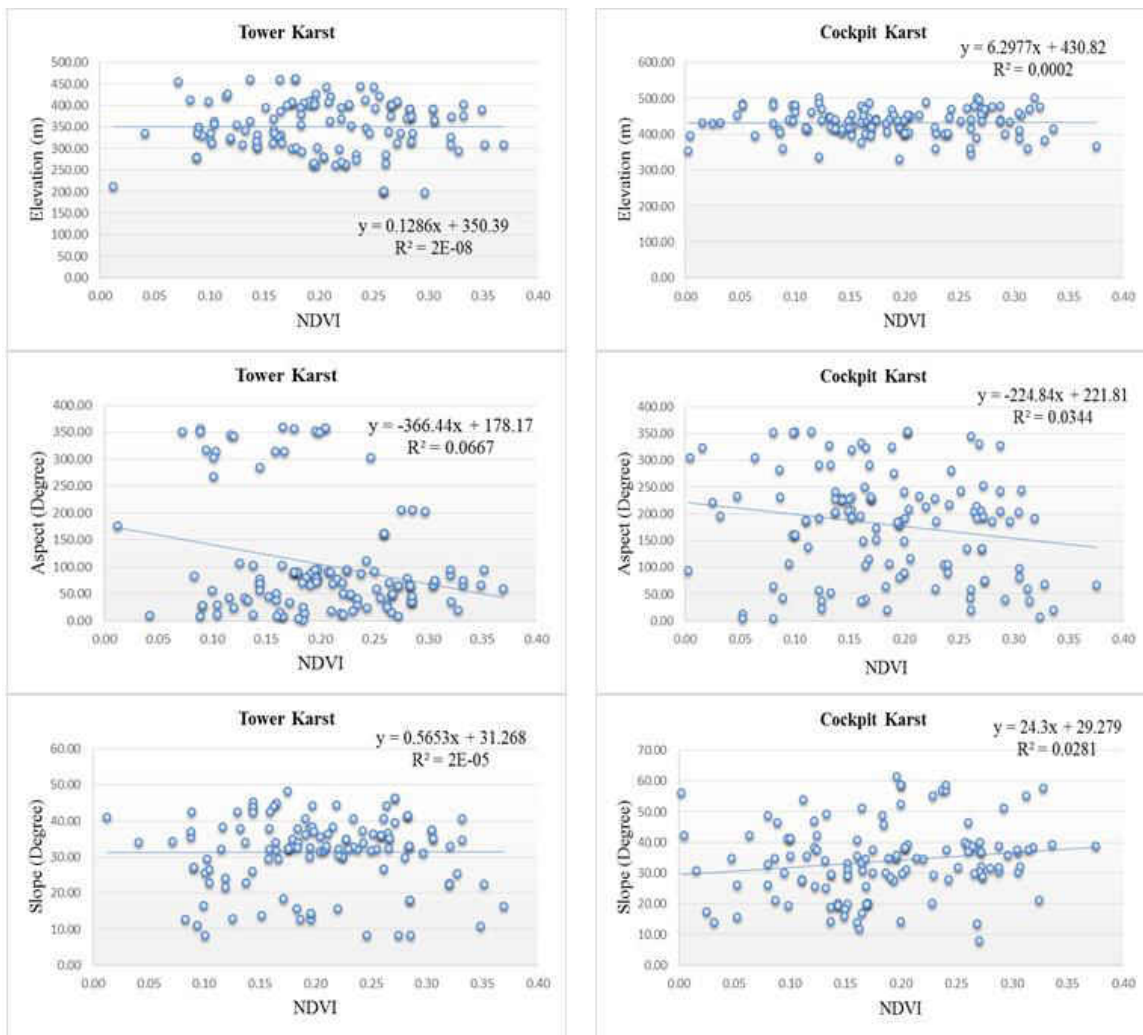 Tower Karst
y = 0.1286x + 350.39
R² = 2E-08
Elevation (m)
500.00
450.00
400.00
350.00
300.00
250.00
200.00
150.00
100.00
50.00
0.00
0.00 0.05 0.10 0.15 0.20 0.25 0.30 0.35 0.40
NDVI
Cockpit Karst
y = 6.2977x + 430.82
R² = 0.0002
Elevation (m)
600.00
500.00
400.00
300.00
200.00
100.00
0.00
0.00 0.05 0.10 0.15 0.20 0.25 0.30 0.35 0.40
NDVI
Tower Karst
y = -366.44x + 178.17
R² = 0.0667
Aspect (Degree)
400.00
350.00
300.00
250.00
200.00
150.00
100.00
50.00
0.00
0.00 0.05 0.10 0.15 0.20 0.25 0.30 0.35 0.40
NDVI
Cockpit Karst
y = -224.84x + 221.81
R² = 0.0344
Aspect (Degree)
400.00
350.00
300.00
250.00
200.00
150.00
100.00
50.00
0.00
0.00 0.05 0.10 0.15 0.20 0.25 0.30 0.35 0.40
NDVI
Tower Karst
y = 0.5653x + 31.268
R² = 2E-05
Slope (Degree)
60.00
50.00
40.00
30.00
20.00
10.00
0.00
0.00 0.05 0.10 0.15 0.20 0.25 0.30 0.35 0.40
NDVI
Cockpit Karst
y = 24.3x + 29.279
R² = 0.0281
Slope (Degree)
70.00
60.00
50.00
40.00
30.00
20.00
10.00
0.00
0.00 0.05 0.10 0.15 0.20 0.25 0.30 0.35 0.40
NDVI